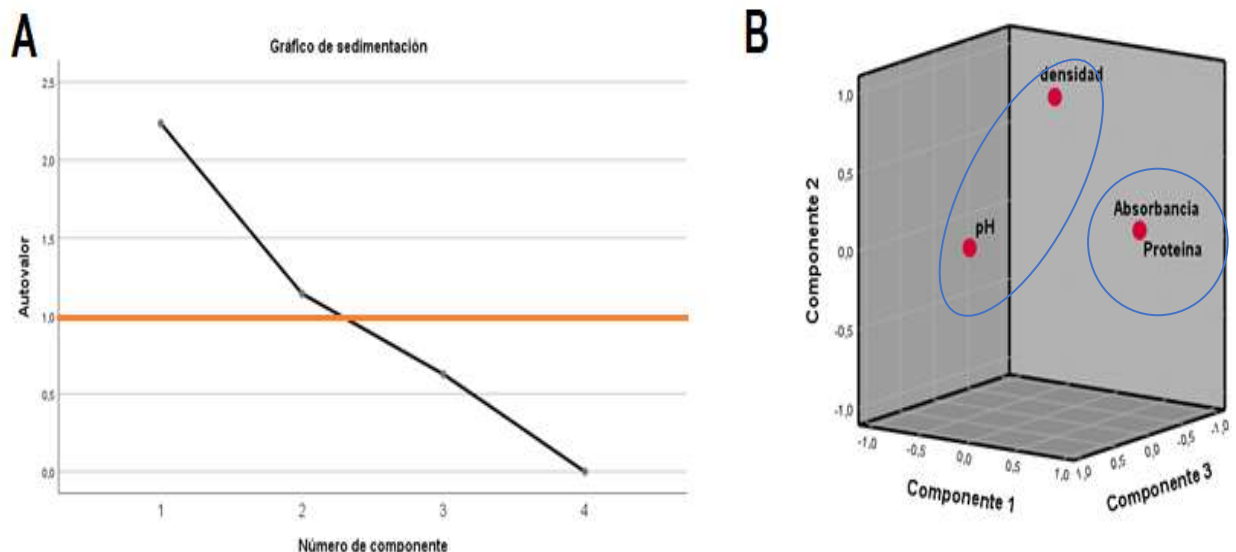 A
Gráfico de sedimentación
Autovalor
2,5
2,0
1,5
1,0
0,5
0,0
1
2
3
4
Número de componente
B
densidad
pH
Absorbancia
Proteina
Componente 2
1,0
0,5
0,0
-0,5
-1,0
-1,0
-0,5
0,0
0,5
1,0
Componente 1
1,0
0,5
0,0
-0,5
-1,0
Componente 3